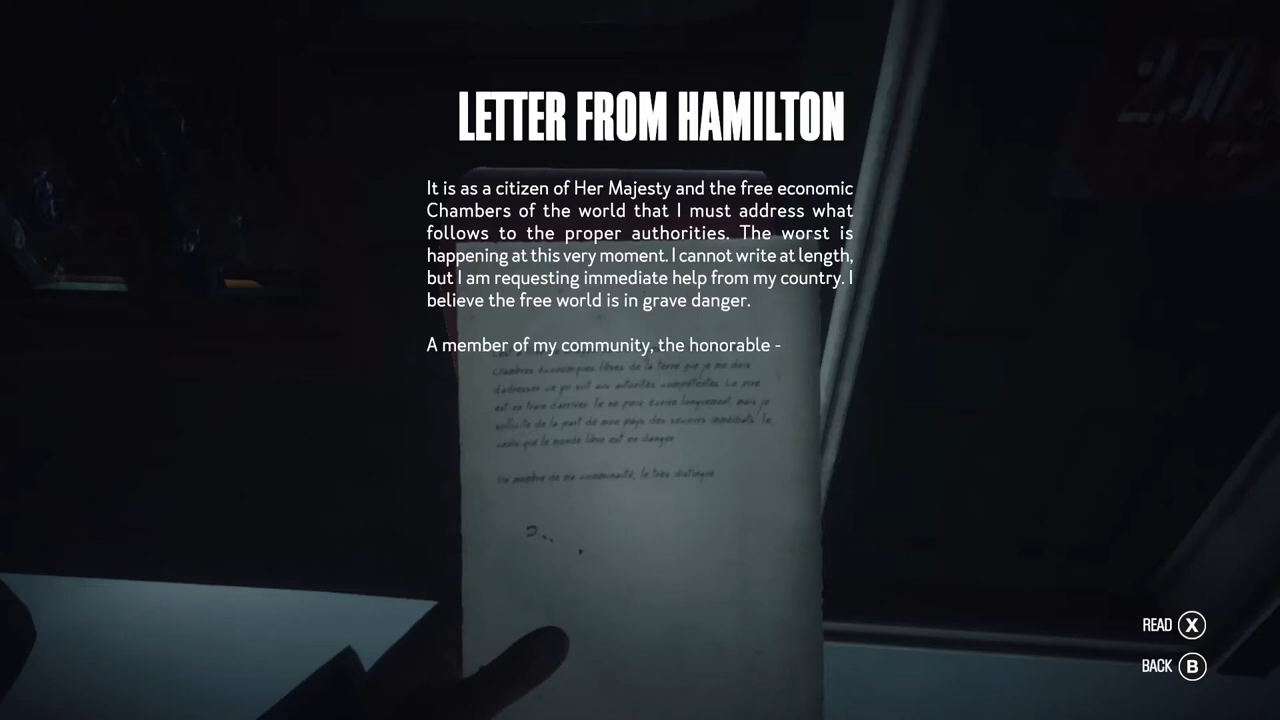 LETTER FROM HAMILTON
It is as a citizen of Her Majesty and the free economic
Chambers of the world that I must address what
follows to the proper authorities. The worst is
happening at this very moment. I cannot write at length,
but I am requesting immediate help from my country. I
believe the free world is in grave danger.
A member of my community, the honorable -
Chambres économiques libres de la terre que je me dois
d'adresser ce qui suit aux autorités compétentes. Le pire
est en train d'arriver. Je ne peux écrire longuement, mais je
sollicite de la part de mon pays des secours immédiats. Je
crois que le monde libre est en danger
Un membre de ma communauté, le très distingué
READ X
BACK B